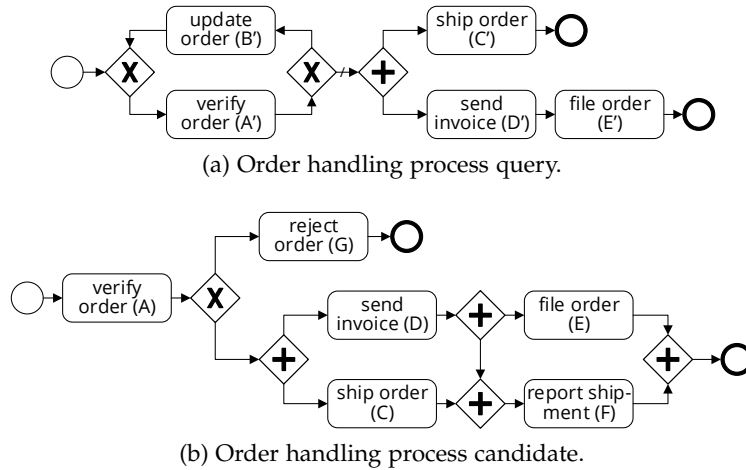 update
order (B’)
ship order
(C’)
X
X
+
verify
order (A’)
send
invoice (D’)
file order
(E’)
(a) Order handling process query.
reject
order (G)
verify
order (A)
X
send
invoice (D)
+
file order
(E)
+
+
ship order
(C)
+
report ship-
ment (F)
(b) Order handling process candidate.